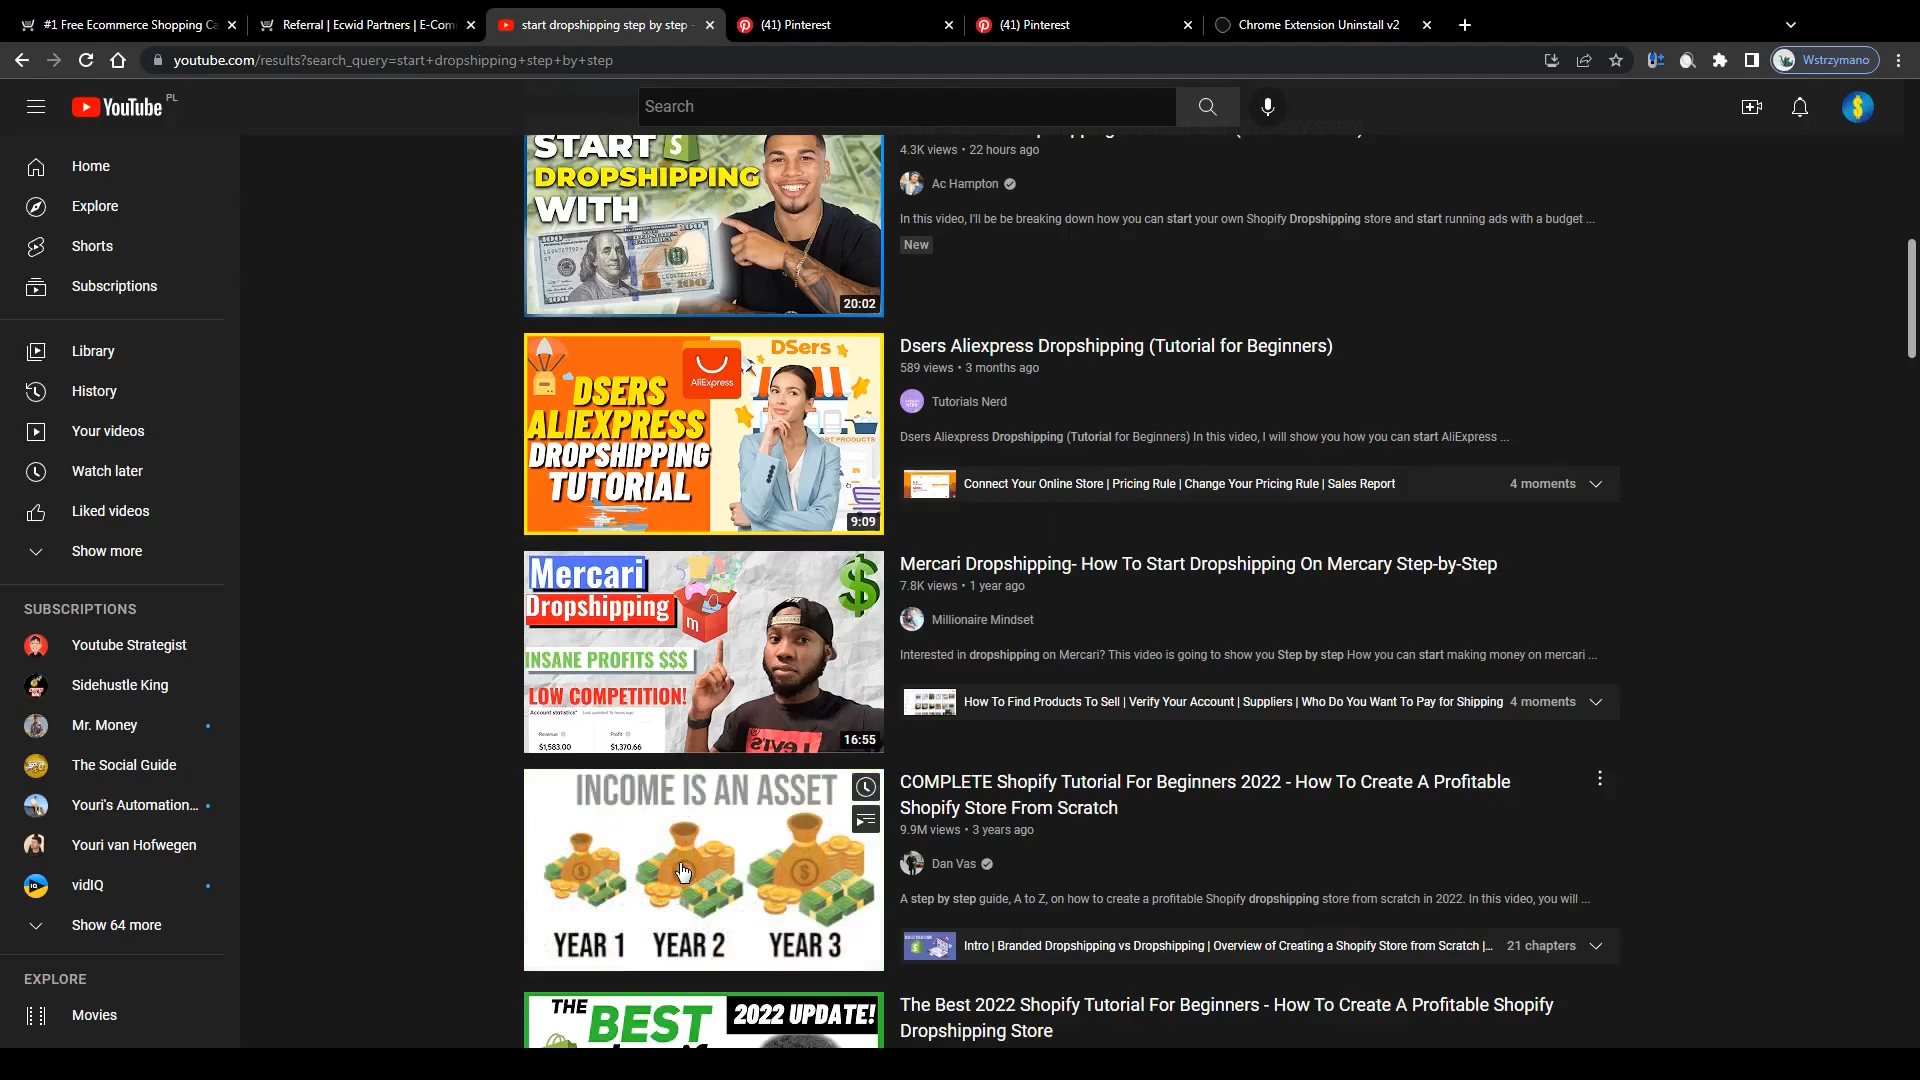 #1 Free Ecommerce Shopping Ca
Referral | Ecwid Partners | E-Com
start dropshipping step by step -
(41) Pinterest
(41) Pinterest
Chrome Extension Uninstall v2
youtube.com/results?search_query=start+dropshipping+step+by+step
Wstrzymano
YouTube PL
Search
Home
Explore
Shorts
Subscriptions
Library
History
Your videos
Watch later
Liked videos
Show more
SUBSCRIPTIONS
Youtube Strategist
Sidehustle King
Mr. Money
The Social Guide
Youri's Automation...
Youri van Hofwegen
vidIQ
Show 64 more
EXPLORE
Movies
START
DROPSHIPPING
WITH
100
20:02
4.3K views • 22 hours ago
Ac Hampton
In this video, I'll be be breaking down how you can start your own Shopify Dropshipping store and start running ads with a budget ...
New
DSERS
ALIEXPRESS
DROPSHIPPING
TUTORIAL
AliExpress
DSers
9:09
Dsers Aliexpress Dropshipping (Tutorial for Beginners)
589 views • 3 months ago
Tutorials Nerd
Dsers Aliexpress Dropshipping (Tutorial for Beginners) In this video, I will show you how you can start AliExpress ...
Connect Your Online Store | Pricing Rule | Change Your Pricing Rule | Sales Report
4 moments
Mercari
Dropshipping
m
INSANE PROFITS $$$
LOW COMPETITION!
Account statistics
Revenue
Profit
$1,583.00
$1,370.66
16:55
Mercari Dropshipping- How To Start Dropshipping On Mercary Step-by-Step
7.8K views • 1 year ago
Millionaire Mindset
Interested in dropshipping on Mercari? This video is going to show you Step by step How you can start making money on mercari ...
How To Find Products To Sell | Verify Your Account | Suppliers | Who Do You Want To Pay for Shipping
4 moments
INCOME IS AN ASSET
YEAR 1 YEAR 2 YEAR 3
COMPLETE Shopify Tutorial For Beginners 2022 - How To Create A Profitable
Shopify Store From Scratch
9.9M views • 3 years ago
Dan Vas
A step by step guide, A to Z, on how to create a profitable Shopify dropshipping store from scratch in 2022. In this video, you will ...
Intro | Branded Dropshipping vs Dropshipping | Overview of Creating a Shopify Store from Scratch |...
21 chapters
THE
BEST
2022 UPDATE!
The Best 2022 Shopify Tutorial For Beginners - How To Create A Profitable Shopify
Dropshipping Store